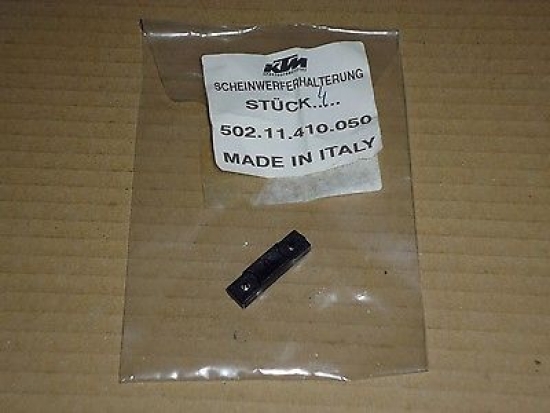 KTM
SCHEINWERFERHALTERUNG
STÜCK..1...
502.11.410.050
MADE IN ITALY